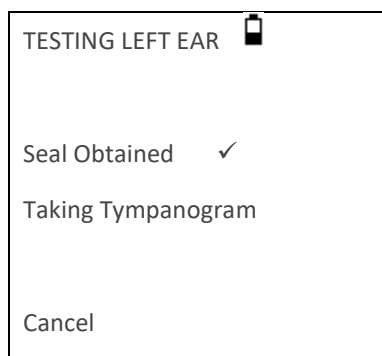 TESTING LEFT EAR
Seal Obtained ✓
Taking Tympanogram
Cancel